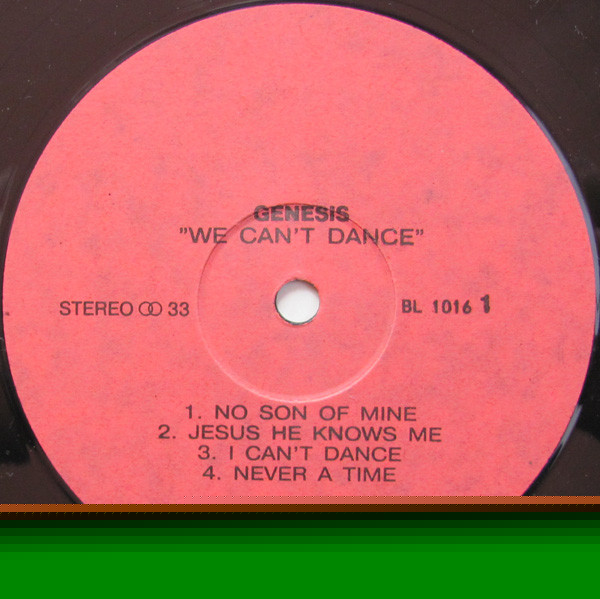 GENESIS
"WE CAN'T DANCE"
STEREO 33
BL 1016 1
1. NO SON OF MINE
2. JESUS HE KNOWS ME
3. I CAN'T DANCE
4. NEVER A TIME